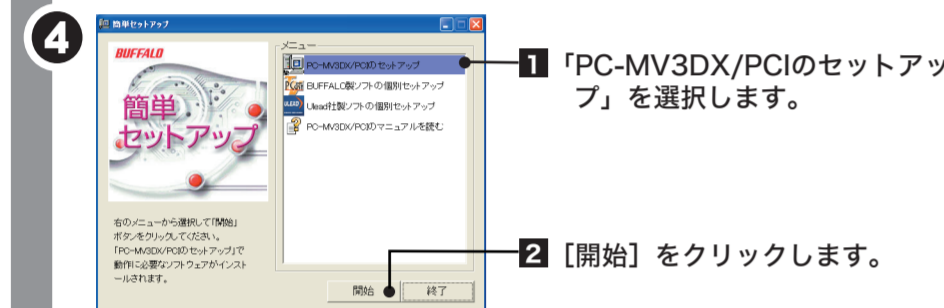 4
簡単セットアップ
メニュー
BUFFALO
簡単
セットアップ
PC-MV3DX/PCIのセットアップ
BUFFALO製ソフトの個別セットアップ
Ulead社製ソフトの個別セットアップ
PC-MV3DX/PCIのマニュアルを読む
右のメニューから選択して「開始」
ボタンをクリックしてください。
「PC-MV3DX/PCIのセットアップ」で
動作に必要なソフトウェアがインスト
ールされます。
開始
終了
1 「PC-MV3DX/PCIのセットアッ
プ」を選択します。
2 [開始] をクリックします。